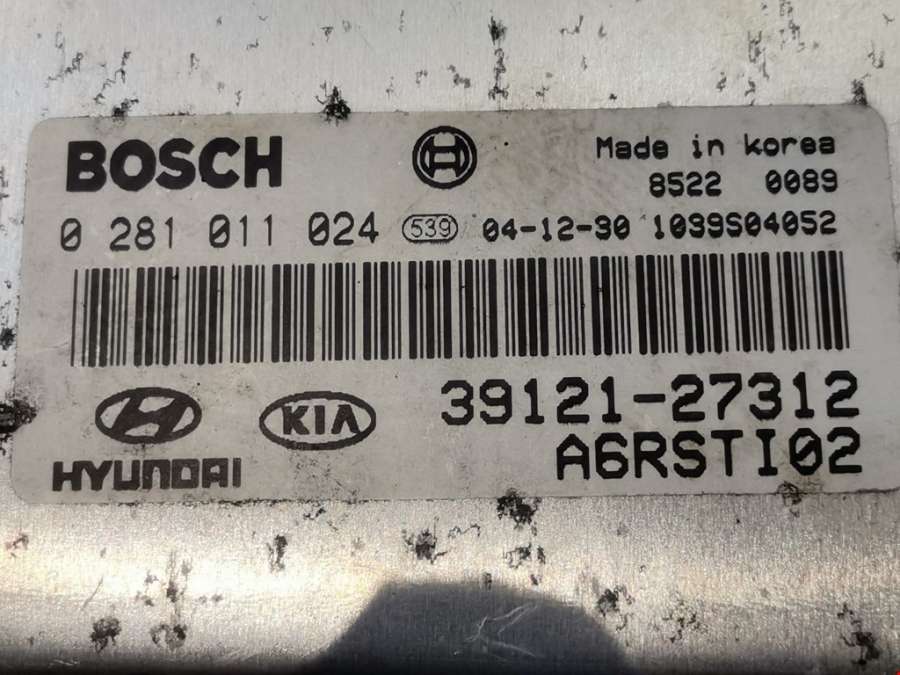 BOSCH
Made in korea
8522 0089
0 281 011 024 539 04-12-30 1039S04052
KIA 39121-27312
HYUNDAI A6RSTI02